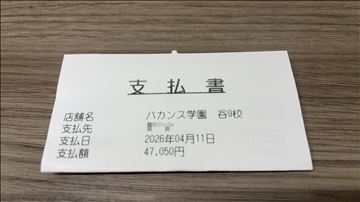 支払書
店舗名 バカンス学園 谷9校
支払先
支払日 2026年04月11日
支払額 47,050円